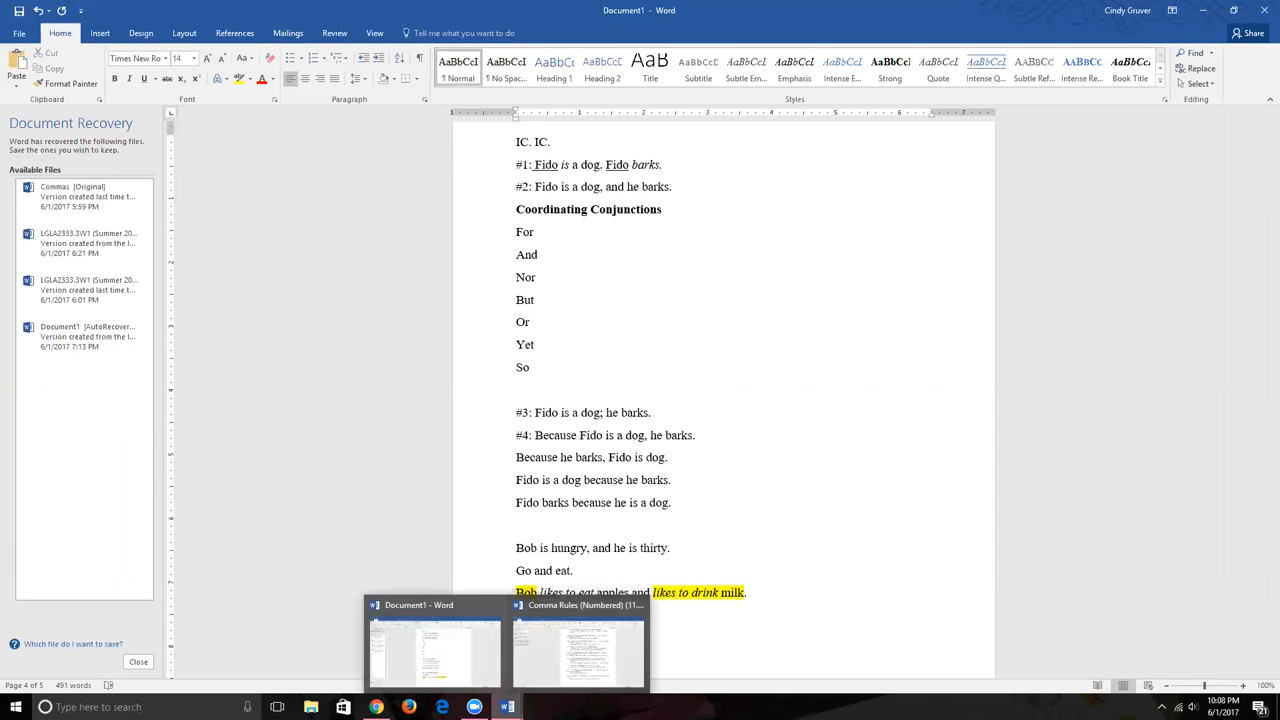 Document1 - Word
Cindy Grover
File Home Insert Design Layout References Mailings Review View Tell me what you want to do
Share
Cut
Copy
Format Painter
Paste
Times New Ro 14
Clipboard Font Paragraph Styles Editing
AaBbCcI AaBbCcI AaBbCc AaBbCcI AaB AaBbCcI AaBbCcI AaBbCcI AaBbCcI AaBbCcI AaBbCcI AaBbCcI AaBbCcI AaBbCc AaBbCcI
¶ Normal ¶ No Spac... Heading 1 Heading 2 Title Subtitle Subtle Em... Emphasis Intense E... Strong Quote Intense Q... Subtle Ref... Intense Re... Book Title
Find
Replace
Select
Document Recovery
Word has recovered the following files.
Save the ones you wish to keep.
Available Files
Commas [Original]
Version created last time t...
6/1/2017 5:59 PM
LGLA2333.3W1 (Summer 20...
Version created from the l...
6/1/2017 6:21 PM
LGLA2333.3W1 (Summer 20...
Version created last time t...
6/1/2017 6:01 PM
Document1 [AutoRecover...
Version created from the l...
6/1/2017 7:13 PM
Which file do I want to save?
Close
IC. IC.
#1: Fido is a dog. Fido barks.
#2: Fido is a dog, and he barks.
Coordinating Conjunctions
For
And
Nor
But
Or
Yet
So
#3: Fido is a dog; he barks.
#4: Because Fido is a dog, he barks.
Because he barks, Fido is dog.
Fido is a dog because he barks.
Fido barks because he is a dog.
Bob is hungry, and he is thirty.
Go and eat.
Bob likes to eat apples and likes to drink milk.
Document1 - Word
Comma Rules (Numbered) (11....
Page 4 of 5 491 words
100%
Type here to search
10:08 PM
6/1/2017
21